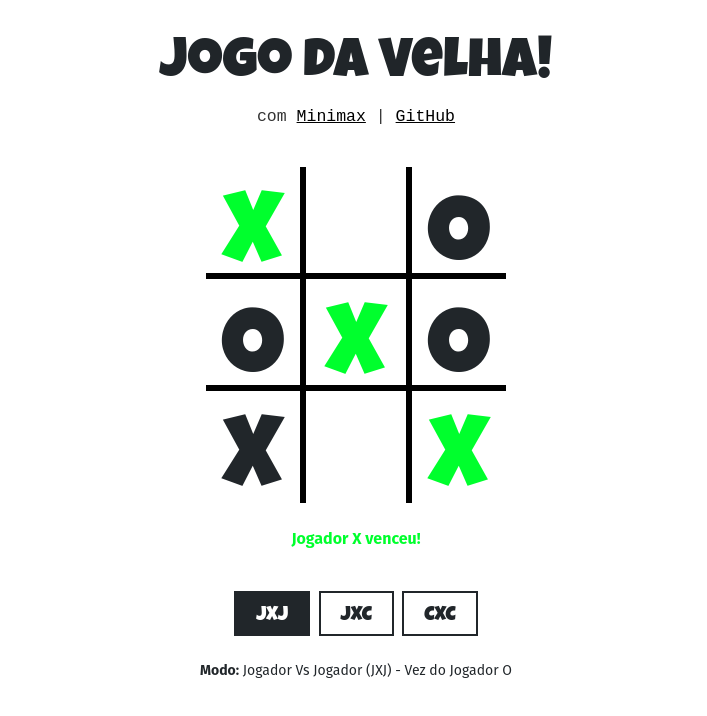 Jogo da Velha!
com Minimax | GitHub
X O
O X O
X X
Jogador X venceu!
JXJ JXC CXC
Modo: Jogador Vs Jogador (JXJ) - Vez do Jogador O